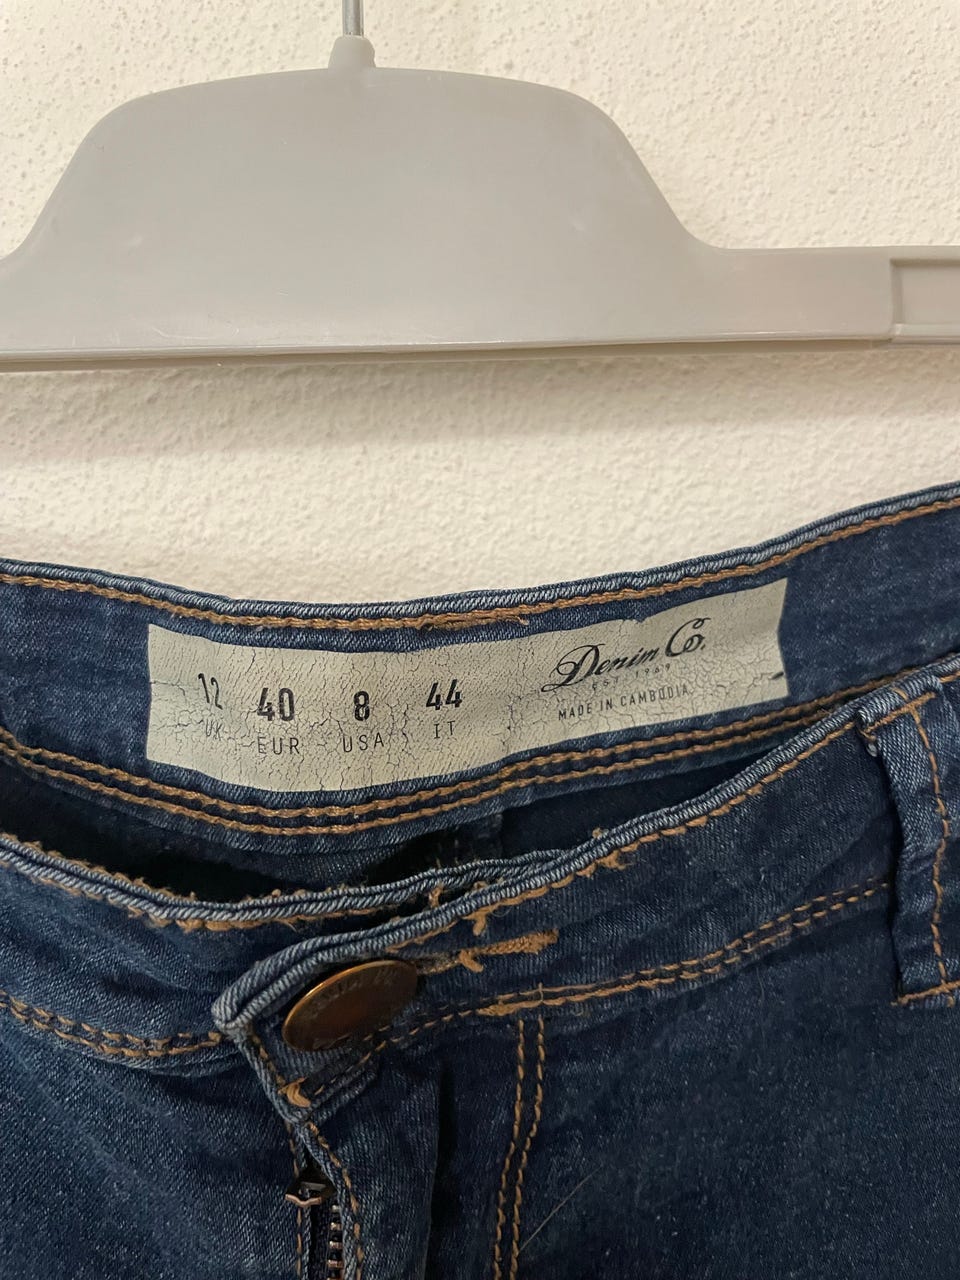 12 40 8 44
UK EUR USA IT
Denim Co.
EST 1969
MADE IN CAMBODIA